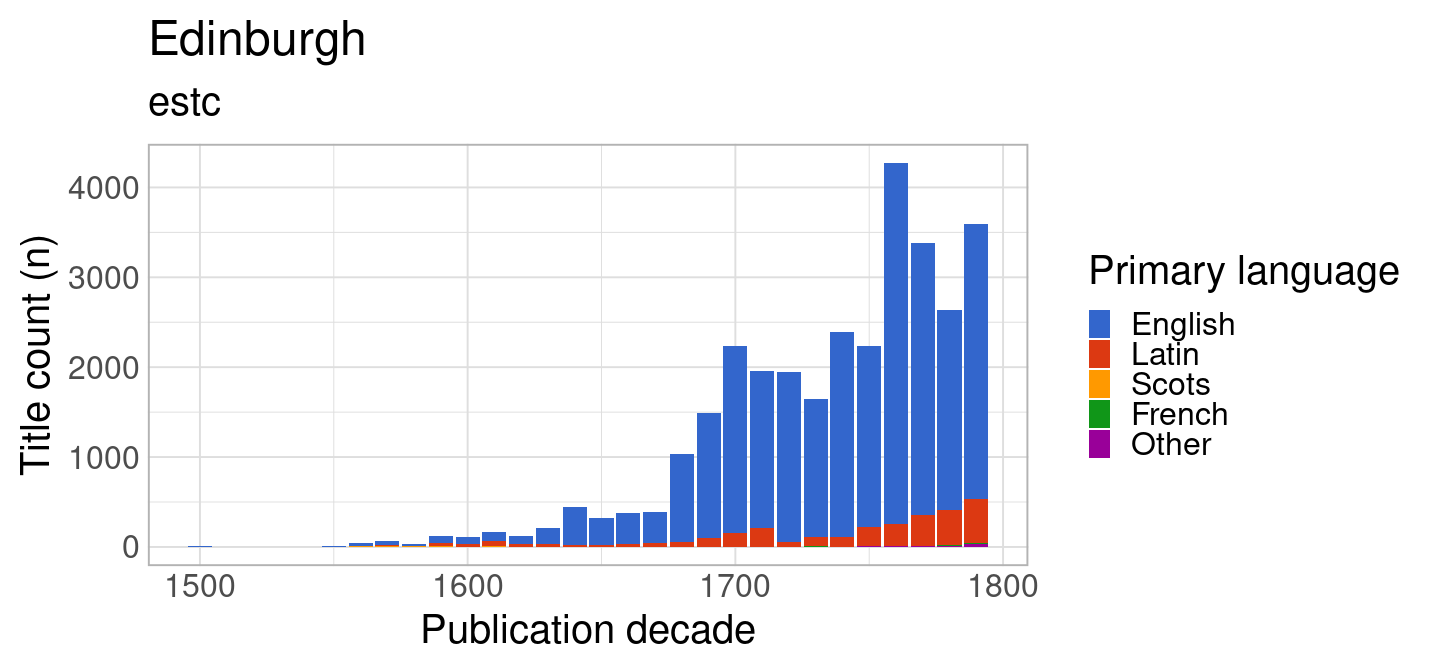 Edinburgh
estc
Title count (n)
4000
3000
2000
1000
0
1500 1600 1700 1800
Publication decade
Primary language
English
Latin
Scots
French
Other